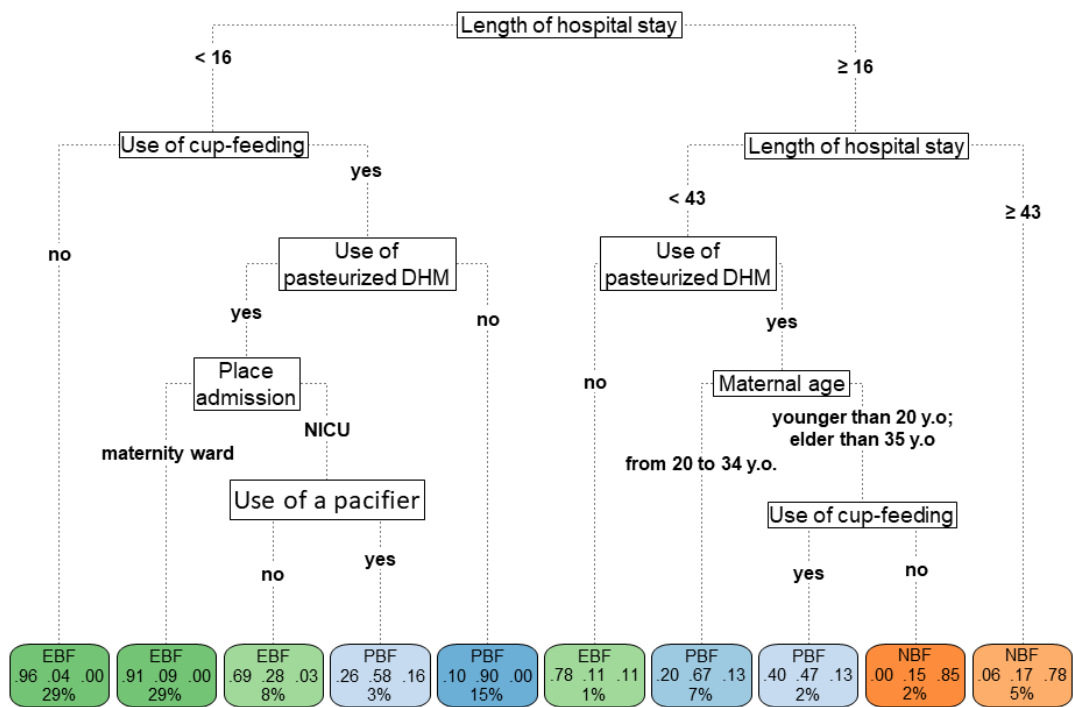 Length of hospital stay
< 16
≥ 16
Use of cup-feeding
Length of hospital stay
yes
< 43
≥ 43
no
Use of
pasteurized DHM
Use of
pasteurized DHM
yes
no
yes
Place
admission
no
Maternal age
NICU
maternity ward
younger than 20 y.o;
elder than 35 y.o
from 20 to 34 y.o.
Use of a pacifier
Use of cup-feeding
no
yes
yes
no
EBF
.96 .04 .00
29%
EBF
.91 .09 .00
29%
EBF
.69 .28 .03
8%
PBF
.26 .58 .16
3%
PBF
.10 .90 .00
15%
EBF
.78 .11 .11
1%
PBF
.20 .67 .13
7%
PBF
.40 .47 .13
2%
NBF
.00 .15 .85
2%
NBF
.06 .17 .78
5%